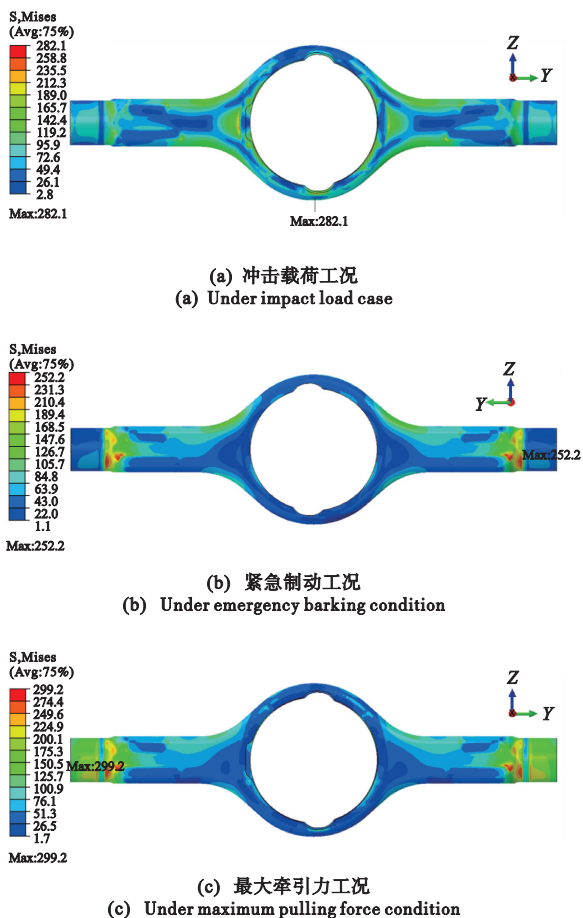 S,Mises
(Avg:75%)
282.1
258.8
235.5
212.3
189.0
165.7
142.4
119.2
95.9
72.6
49.4
26.1
2.8
Max:282.1
Z
Y
Max:282.1
(a) 冲击载荷工况
(a) Under impact load case
S,Mises
(Avg:75%)
252.2
231.3
210.4
189.4
168.5
147.6
126.7
105.7
84.8
63.9
43.0
22.0
1.1
Max:252.2
Z
Y
Max:252.2
(b) 紧急制动工况
(b) Under emergency barking condition
S,Mises
(Avg:75%)
299.2
274.4
249.6
224.9
200.1
175.3
150.5
125.7
100.9
76.1
51.3
26.5
1.7
Max:299.2
Z
Y
Max:299.2
(c) 最大牵引力工况
(c) Under maximum pulling force condition